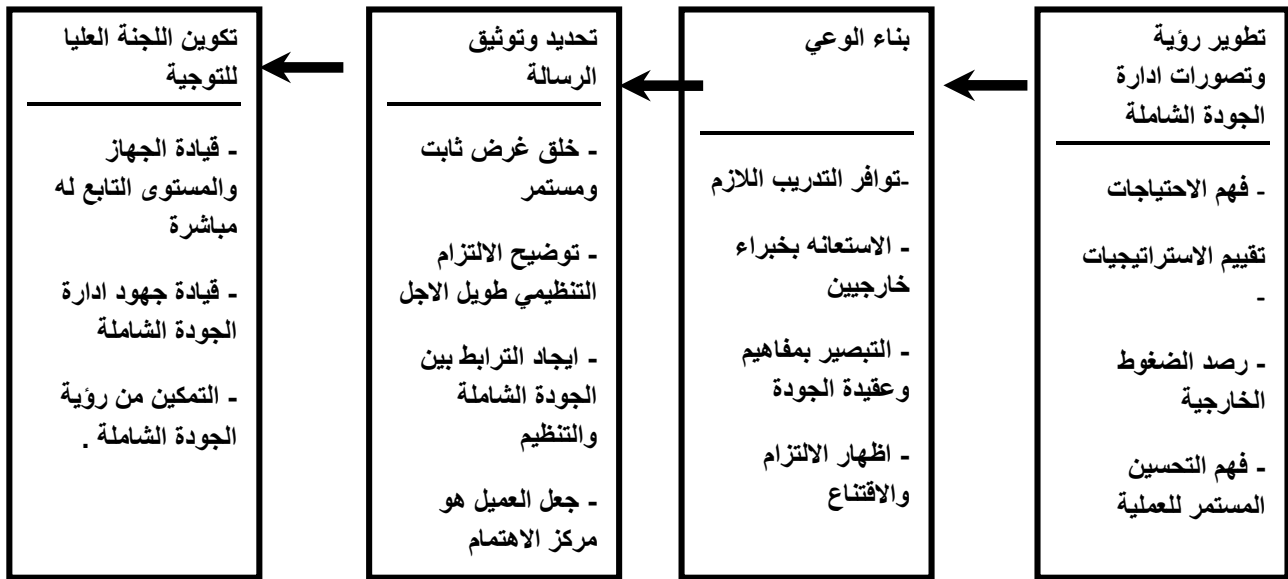 تطوير رؤية
وتصورات ادارة
الجودة الشاملة
- فهم الاحتياجات
تقييم الاستراتيجيات
-
- رصد الضغوط
الخارجية
- فهم التحسين
المستمر للعملية
بناء الوعي
-توافر التدريب اللازم
- الاستعانه بخبراء
خارجيين
- التبصير بمفاهيم
وعقيدة الجودة
- اظهار الالتزام
والاقتناع
تحديد وتوثيق
الرسالة
- خلق غرض ثابت
ومستمر
- توضيح الالتزام
التنظيمي طويل الاجل
- ايجاد الترابط بين
الجودة الشاملة
والتنظيم
- جعل العميل هو
مركز الاهتمام
تكوين اللجنة العليا
للتوجية
- قيادة الجهاز
والمستوى التابع له
مباشرة
- قيادة جهود ادارة
الجودة الشاملة
- التمكين من رؤية
الجودة الشاملة .